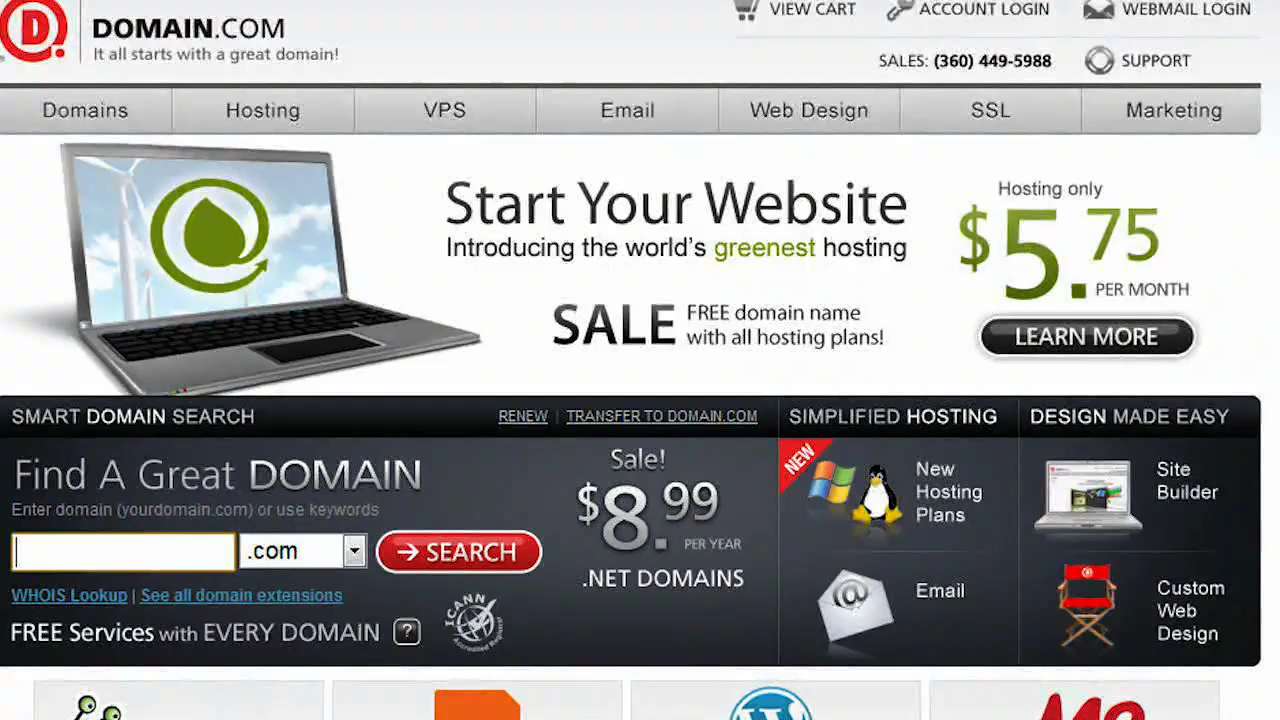 DOMAIN.COM
It all starts with a great domain!
VIEW CART
ACCOUNT LOGIN
WEBMAIL LOGIN
SALES: (360) 449-5988
SUPPORT
Domains
Hosting
VPS
Email
Web Design
SSL
Marketing
Start Your Website
Introducing the world's greenest hosting
SALE
FREE domain name
with all hosting plans!
Hosting only
$5.75
PER MONTH
LEARN MORE
SMART DOMAIN SEARCH
RENEW | TRANSFER TO DOMAIN.COM
Find A Great DOMAIN
Enter domain (yourdomain.com) or use keywords
.com
→ SEARCH
WHOIS Lookup | See all domain extensions
FREE Services with EVERY DOMAIN ?
ICANN
Sale!
$8.99
PER YEAR
.NET DOMAINS
SIMPLIFIED HOSTING
NEW
New
Hosting
Plans
@
Email
DESIGN MADE EASY
Site
Builder
Custom
Web
Design